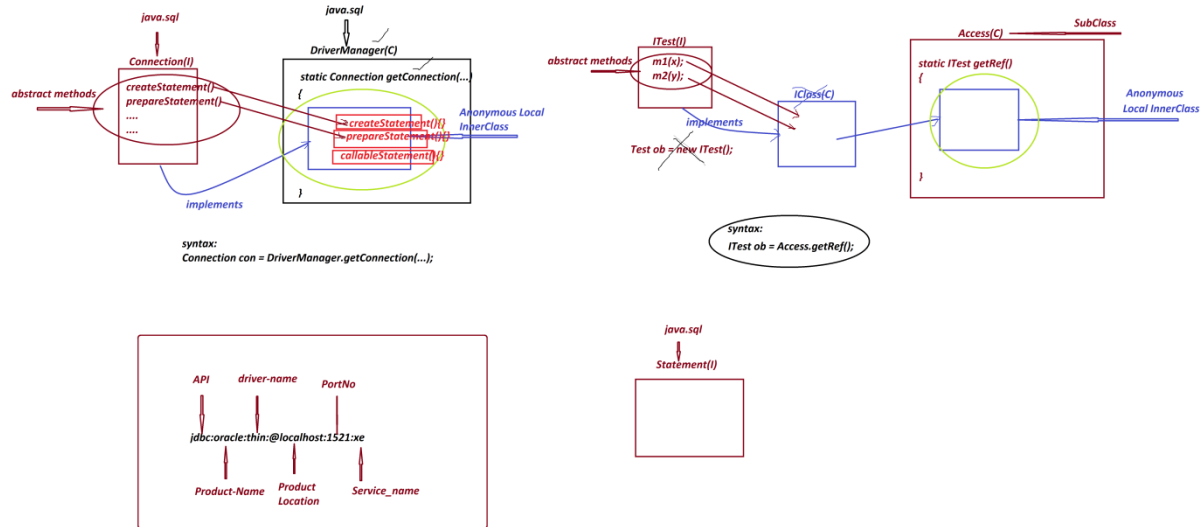 java.sql
Connection(I)
abstract methods
createStatement()
prepareStatement()
....
....
implements
java.sql
DriverManager(C)
static Connection getConnection(...)
{
createStatement(){}
prepareStatement(){}
callableStatement(){}
}
Anonymous Local
InnerClass
syntax:
Connection con = DriverManager.getConnection(...);
ITest(I)
abstract methods
m1(x);
m2(y);
implements
Test ob = new ITest();
IClass(C)
SubClass
Access(C)
static ITest getRef()
{
}
Anonymous
Local InnerClass
syntax:
ITest ob = Access.getRef();
API
driver-name
PortNo
jdbc:oracle:thin:@localhost:1521:xe
Product-Name
Product
Location
Service_name
java.sql
Statement(I)